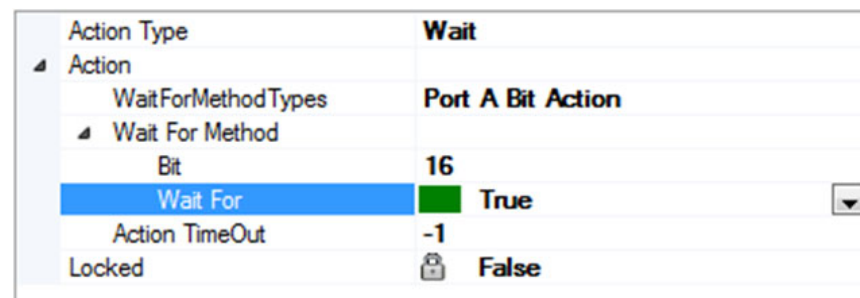 Action Type Wait
Action
WaitForMethodTypes Port A Bit Action
Wait For Method
Bit 16
Wait For True
Action TimeOut -1
Locked False